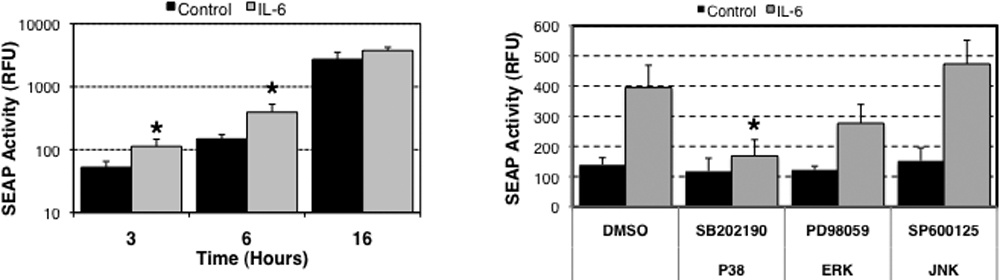 Control IL-6
10000
1000
100
10
SEAP Activity (RFU)
* *
3 6 16
Time (Hours)
Control IL-6
600
500
400
300
200
100
0
SEAP Activity (RFU)
*
DMSO SB202190 PD98059 SP600125
P38 ERK JNK